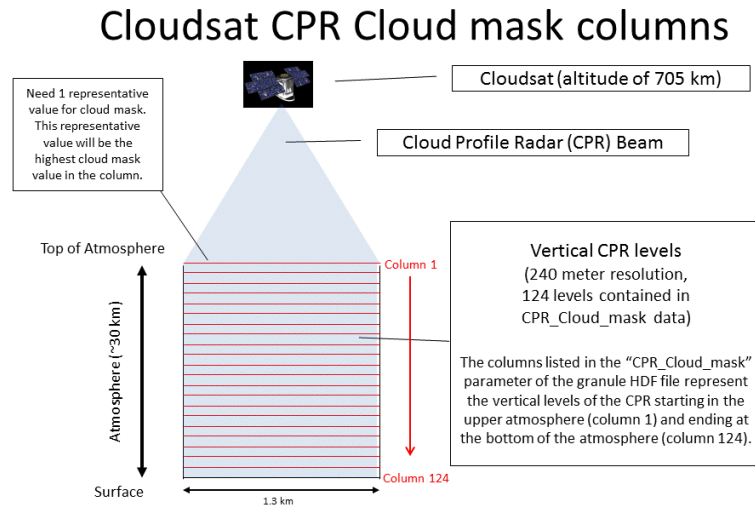 Cloudsat CPR Cloud mask columns
Need 1 representative
value for cloud mask.
This representative
value will be the
highest cloud mask
value in the column.
Cloudsat (altitude of 705 km)
Cloud Profile Radar (CPR) Beam
Top of Atmosphere
Column 1
Vertical CPR levels
(240 meter resolution,
124 levels contained in
CPR_Cloud_mask data)
The columns listed in the “CPR_Cloud_mask”
parameter of the granule HDF file represent
the vertical levels of the CPR starting in the
upper atmosphere (column 1) and ending at
the bottom of the atmosphere (column 124).
Atmosphere (~30 km)
Column 124
Surface
1.3 km